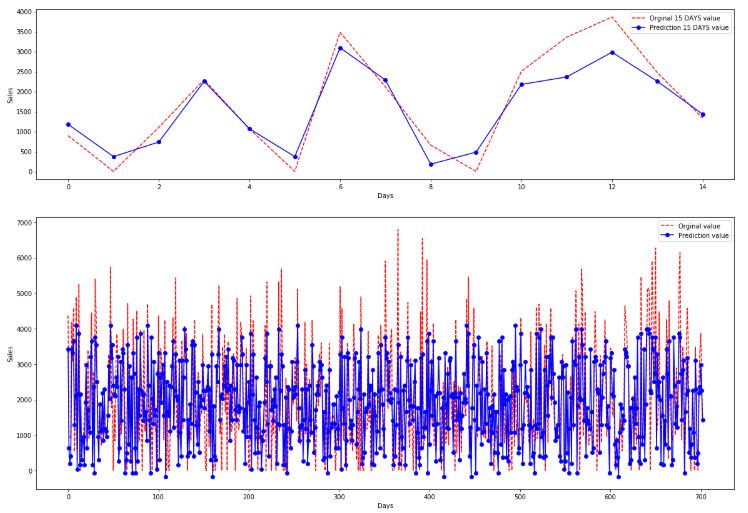 4000
3500
3000
2500
2000
1500
1000
500
0
Sales
Orginal 15 DAYS value
Prediction 15 DAYS value
0 2 4 6 8 10 12 14
Days
7000
6000
5000
4000
3000
2000
1000
0
Sales
Orginal value
Prediction value
0 100 200 300 400 500 600 700
Days